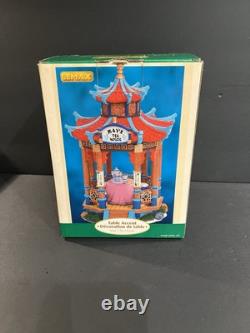 LEMAX
MAY'S
TEA
HOUSE
Table Accent
• Décoration de table •